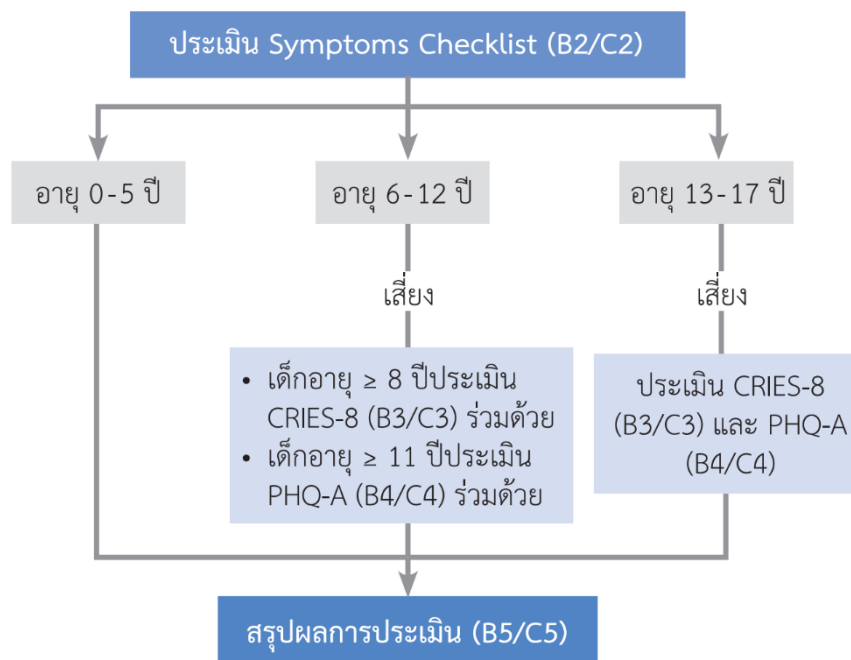 ประเมิน Symptoms Checklist (B2/C2)
อายุ 0-5 ปี
อายุ 6-12 ปี
อายุ 13-17 ปี
เสี่ยง
เสี่ยง
• เด็กอายุ ≥ 8 ปีประเมิน
CRIES-8 (B3/C3) ร่วมด้วย
• เด็กอายุ ≥ 11 ปีประเมิน
PHQ-A (B4/C4) ร่วมด้วย
ประเมิน CRIES-8
(B3/C3) และ PHQ-A
(B4/C4)
สรุปผลการประเมิน (B5/C5)